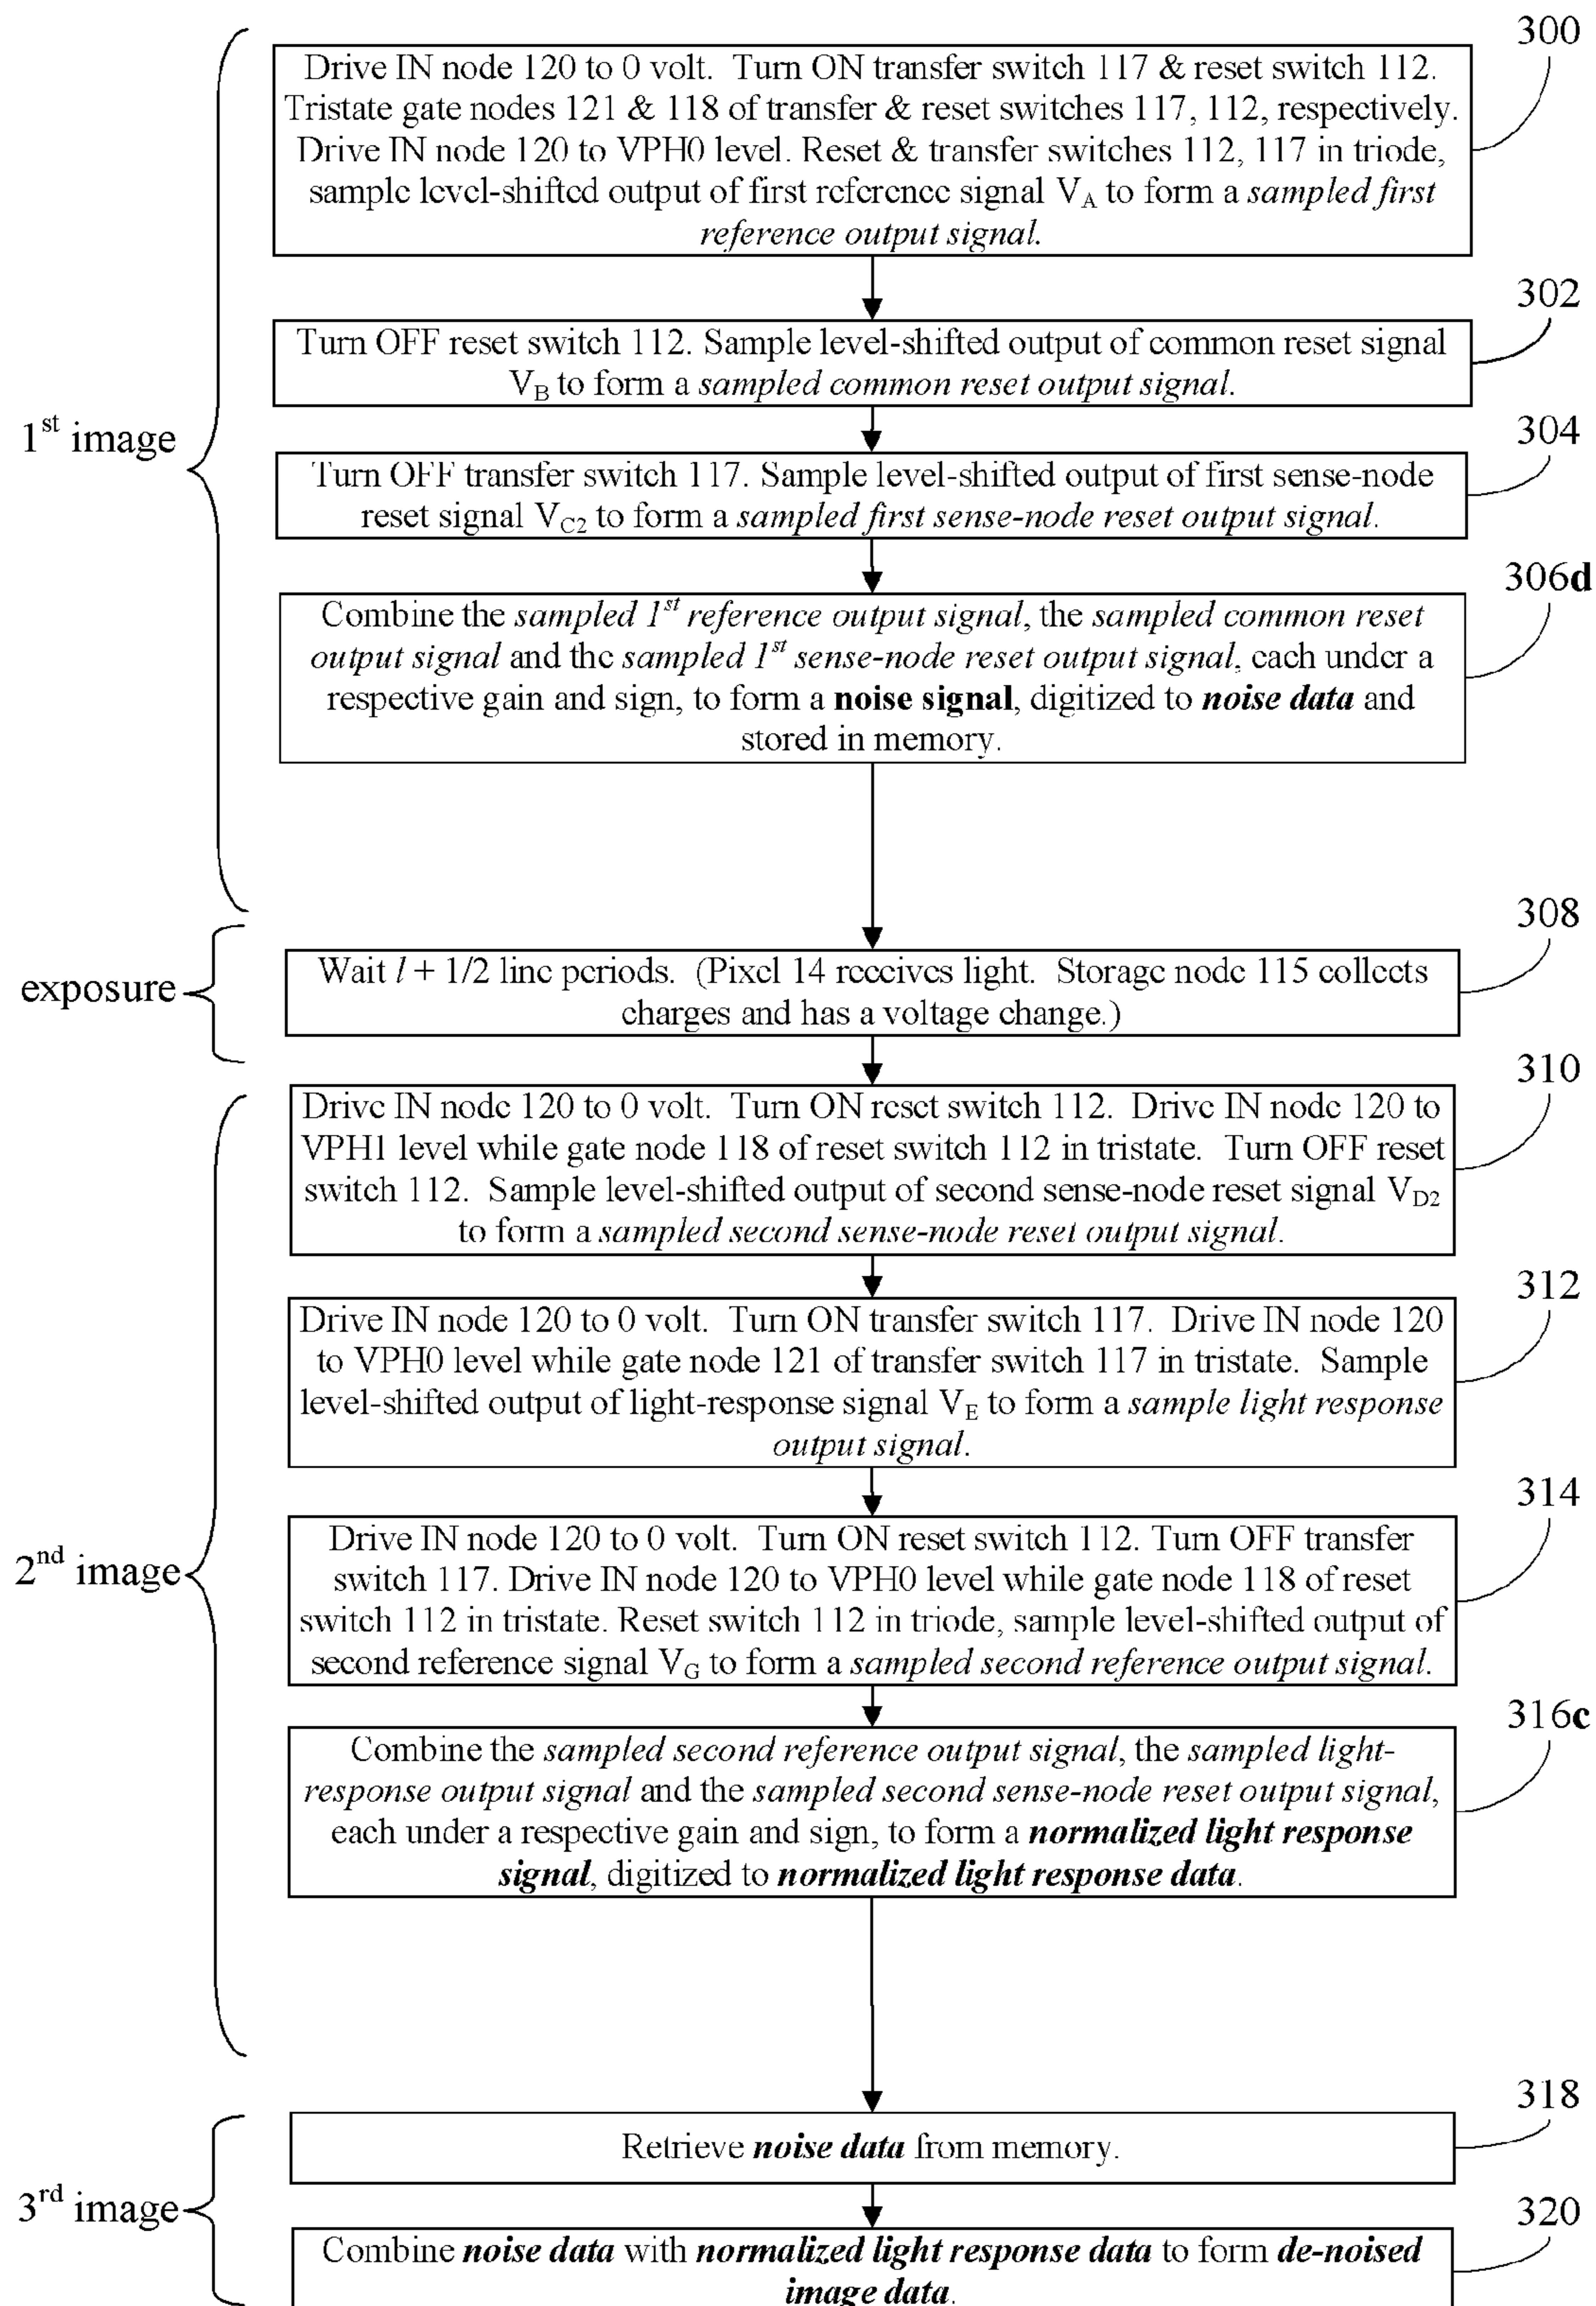 300
Drive IN node 120 to 0 volt. Turn ON transfer switch 117 & reset switch 112.
Tristate gate nodes 121 & 118 of transfer & reset switches 117, 112, respectively.
Drive IN node 120 to VPH0 level. Reset & transfer switches 112, 117 in triode,
sample level-shifted output of first reference signal VA to form a sampled first
reference output signal.
302
Turn OFF reset switch 112. Sample level-shifted output of common reset signal
VB to form a sampled common reset output signal.
1st image
304
Turn OFF transfer switch 117. Sample level-shifted output of first sense-node
reset signal VC2 to form a sampled first sense-node reset output signal.
306d
Combine the sampled 1st reference output signal, the sampled common reset
output signal and the sampled 1st sense-node reset output signal, each under a
respective gain and sign, to form a noise signal, digitized to noise data and
stored in memory.
308
exposure
Wait l + 1/2 line periods. (Pixel 14 receives light. Storage node 115 collects
charges and has a voltage change.)
310
Drive IN node 120 to 0 volt. Turn ON reset switch 112. Drive IN node 120 to
VPH1 level while gate node 118 of reset switch 112 in tristate. Turn OFF reset
switch 112. Sample level-shifted output of second sense-node reset signal VD2
to form a sampled second sense-node reset output signal.
312
Drive IN node 120 to 0 volt. Turn ON transfer switch 117. Drive IN node 120
to VPH0 level while gate node 121 of transfer switch 117 in tristate. Sample
level-shifted output of light-response signal VE to form a sample light response
output signal.
314
2nd image
Drive IN node 120 to 0 volt. Turn ON reset switch 112. Turn OFF transfer
switch 117. Drive IN node 120 to VPH0 level while gate node 118 of reset
switch 112 in tristate. Reset switch 112 in triode, sample level-shifted output of
second reference signal VG to form a sampled second reference output signal.
316c
Combine the sampled second reference output signal, the sampled light-
response output signal and the sampled second sense-node reset output signal,
each under a respective gain and sign, to form a normalized light response
signal, digitized to normalized light response data.
318
Retrieve noise data from memory.
3rd image
320
Combine noise data with normalized light response data to form de-noised
image data.